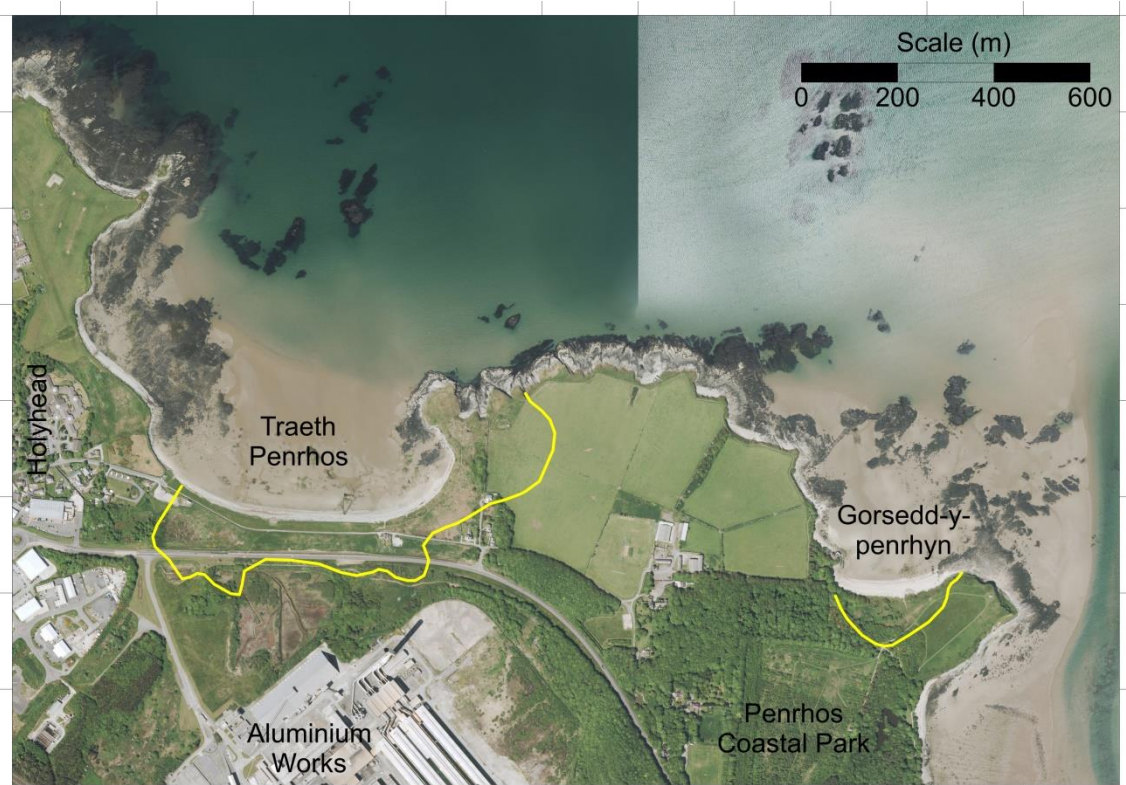 Scale (m)
0 200 400 600
Holyhead
Traeth
Penrhos
Gorsedd-y-
penrhyn
Penrhos
Coastal Park
Aluminium
Works